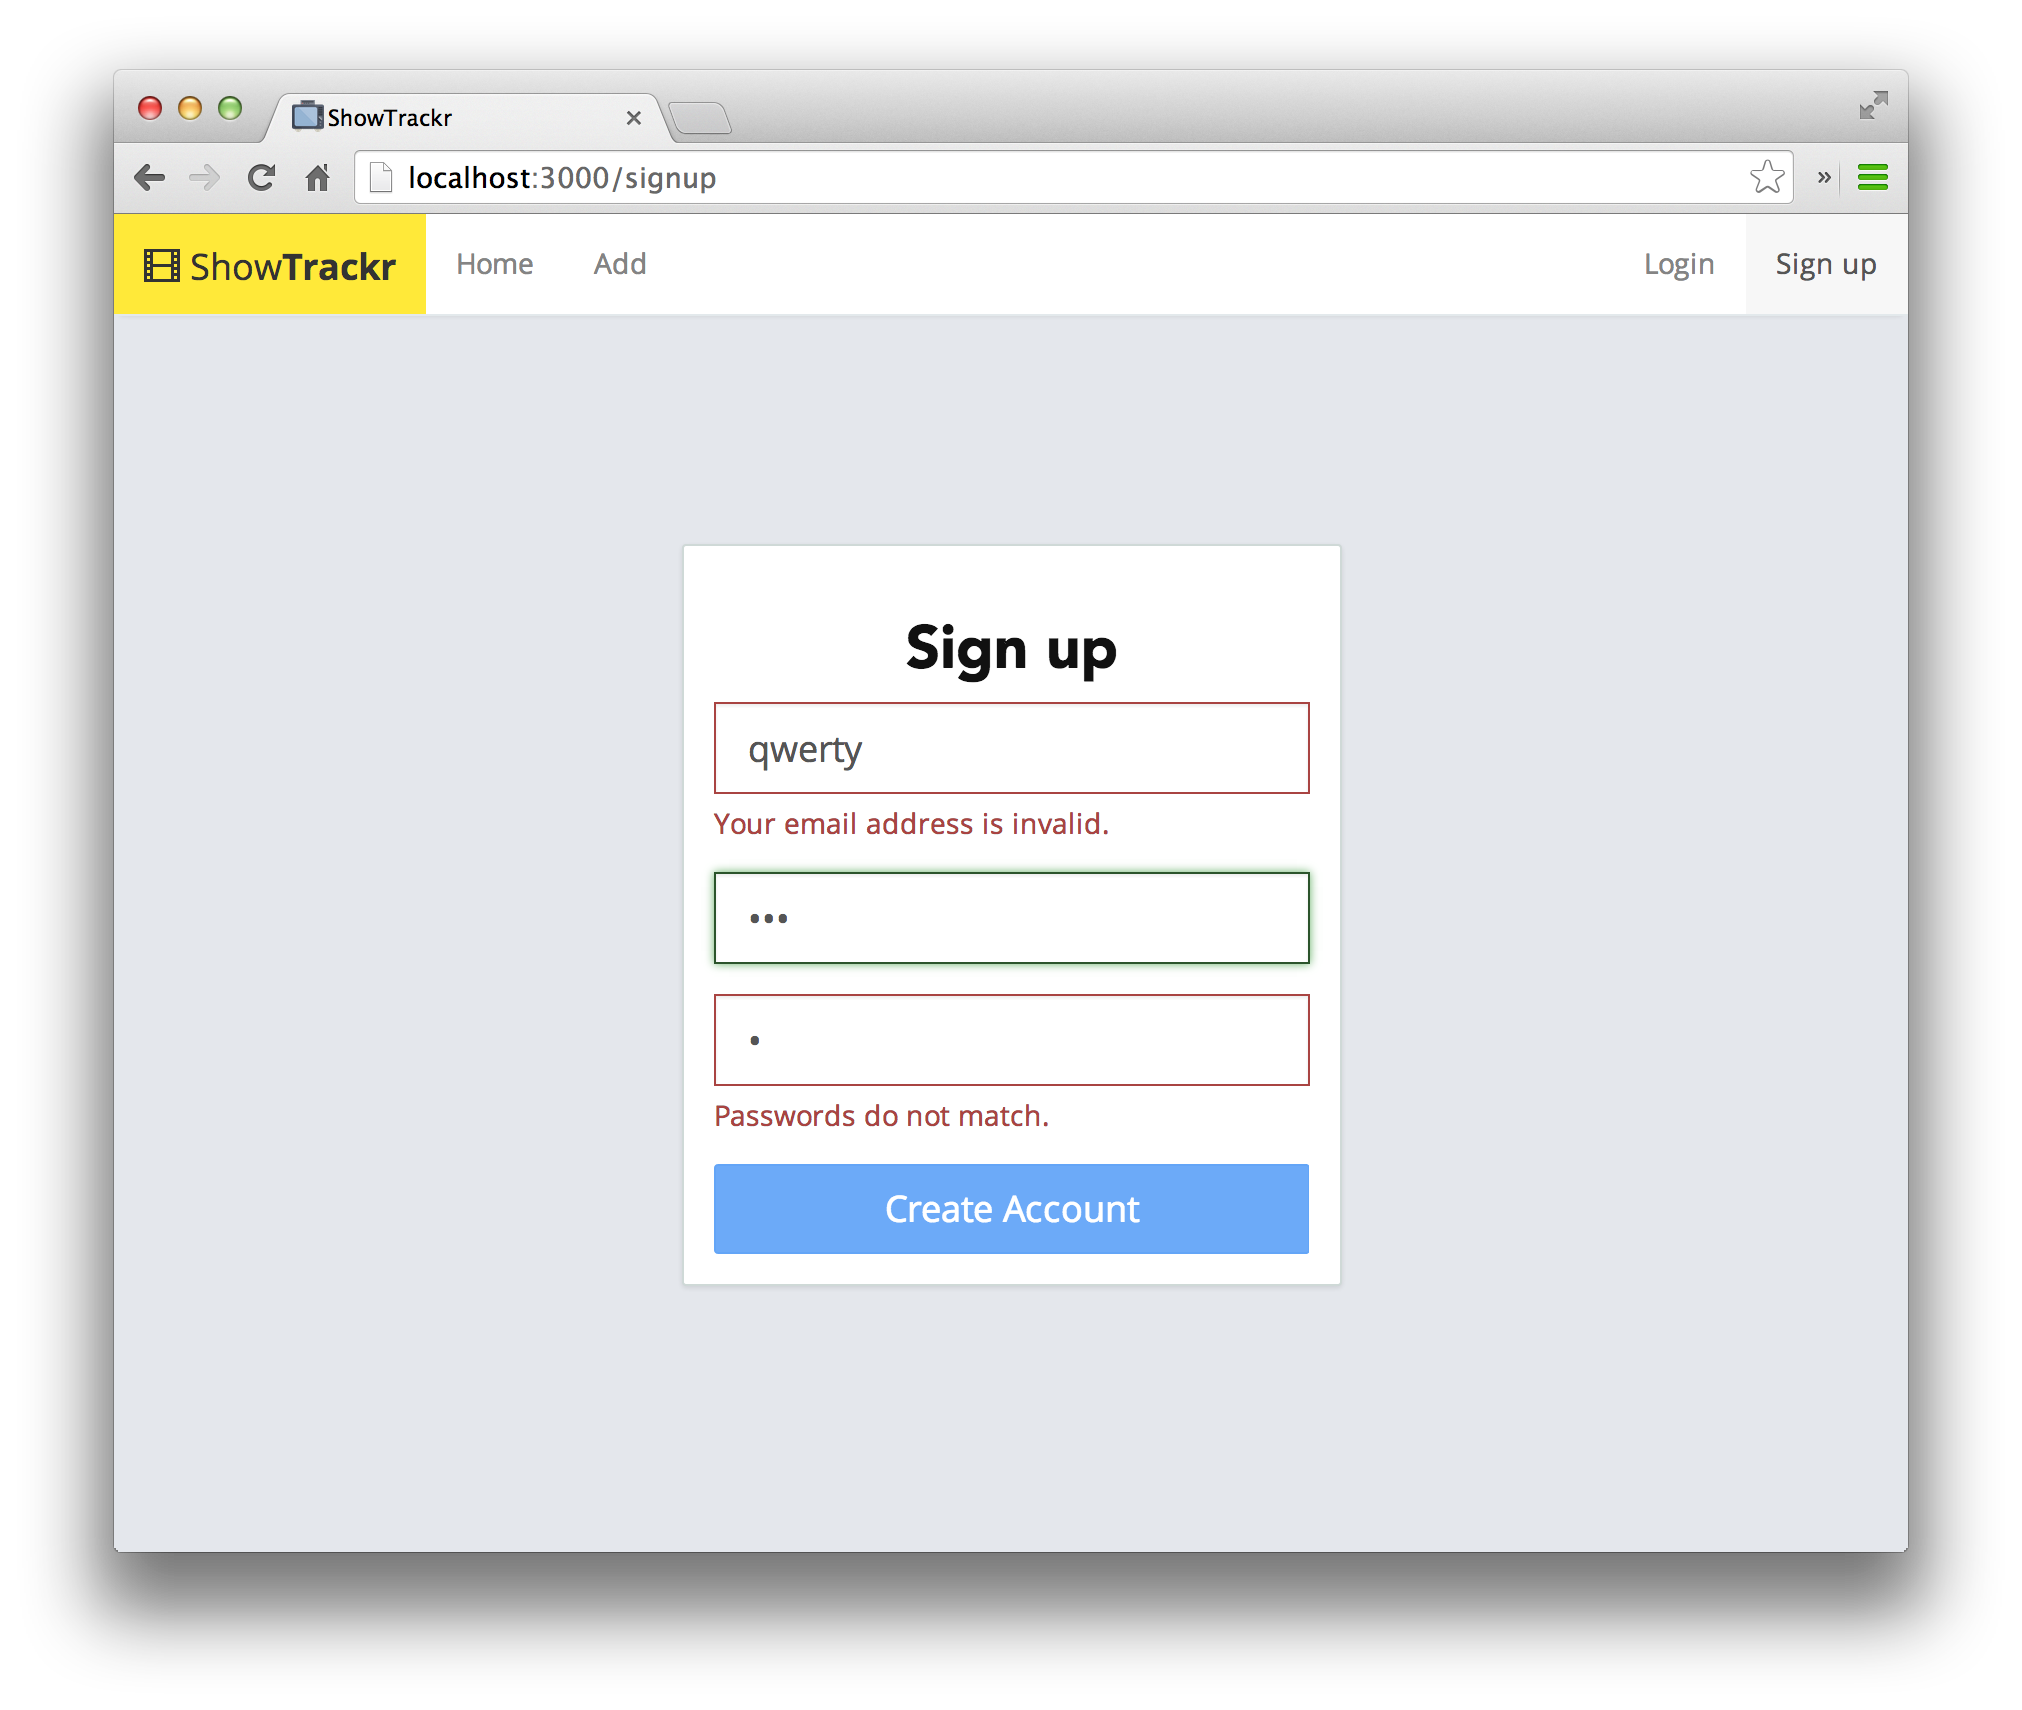 ShowTrackr
localhost:3000/signup
ShowTrackr Home Add Login Sign up
Sign up
qwerty
Your email address is invalid.
•••
•
Passwords do not match.
Create Account